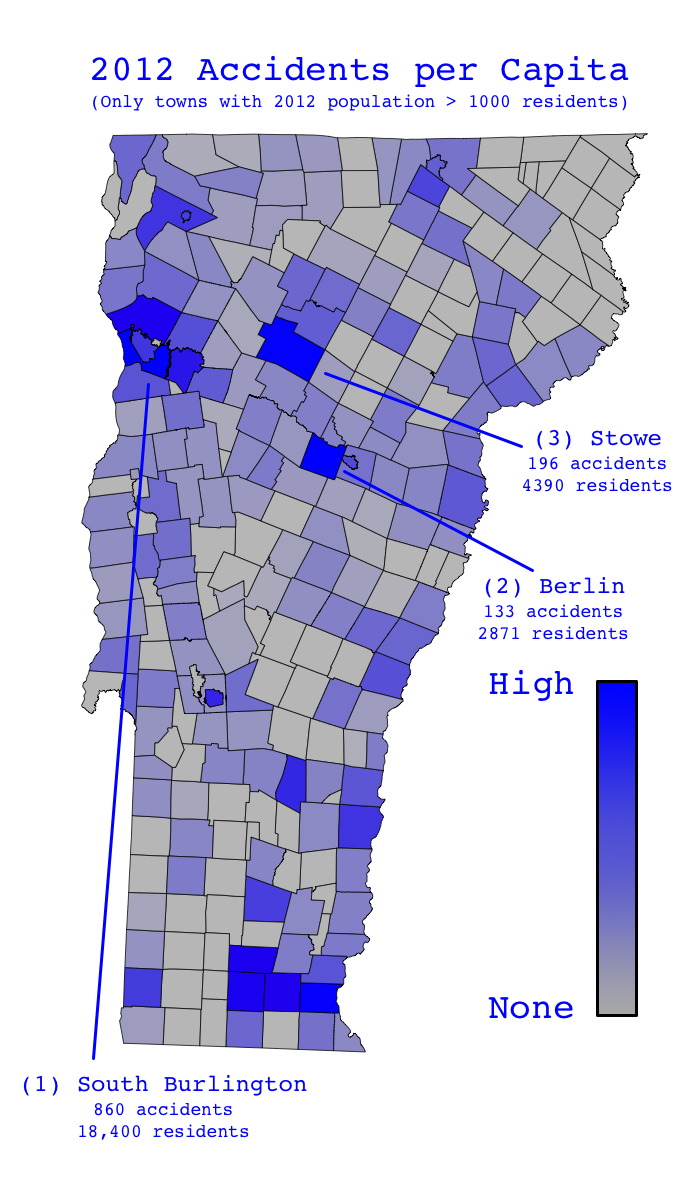 2012 Accidents per Capita
(Only towns with 2012 population > 1000 residents)
(3) Stowe
196 accidents
4390 residents
(2) Berlin
133 accidents
2871 residents
High
None
(1) South Burlington
860 accidents
18,400 residents